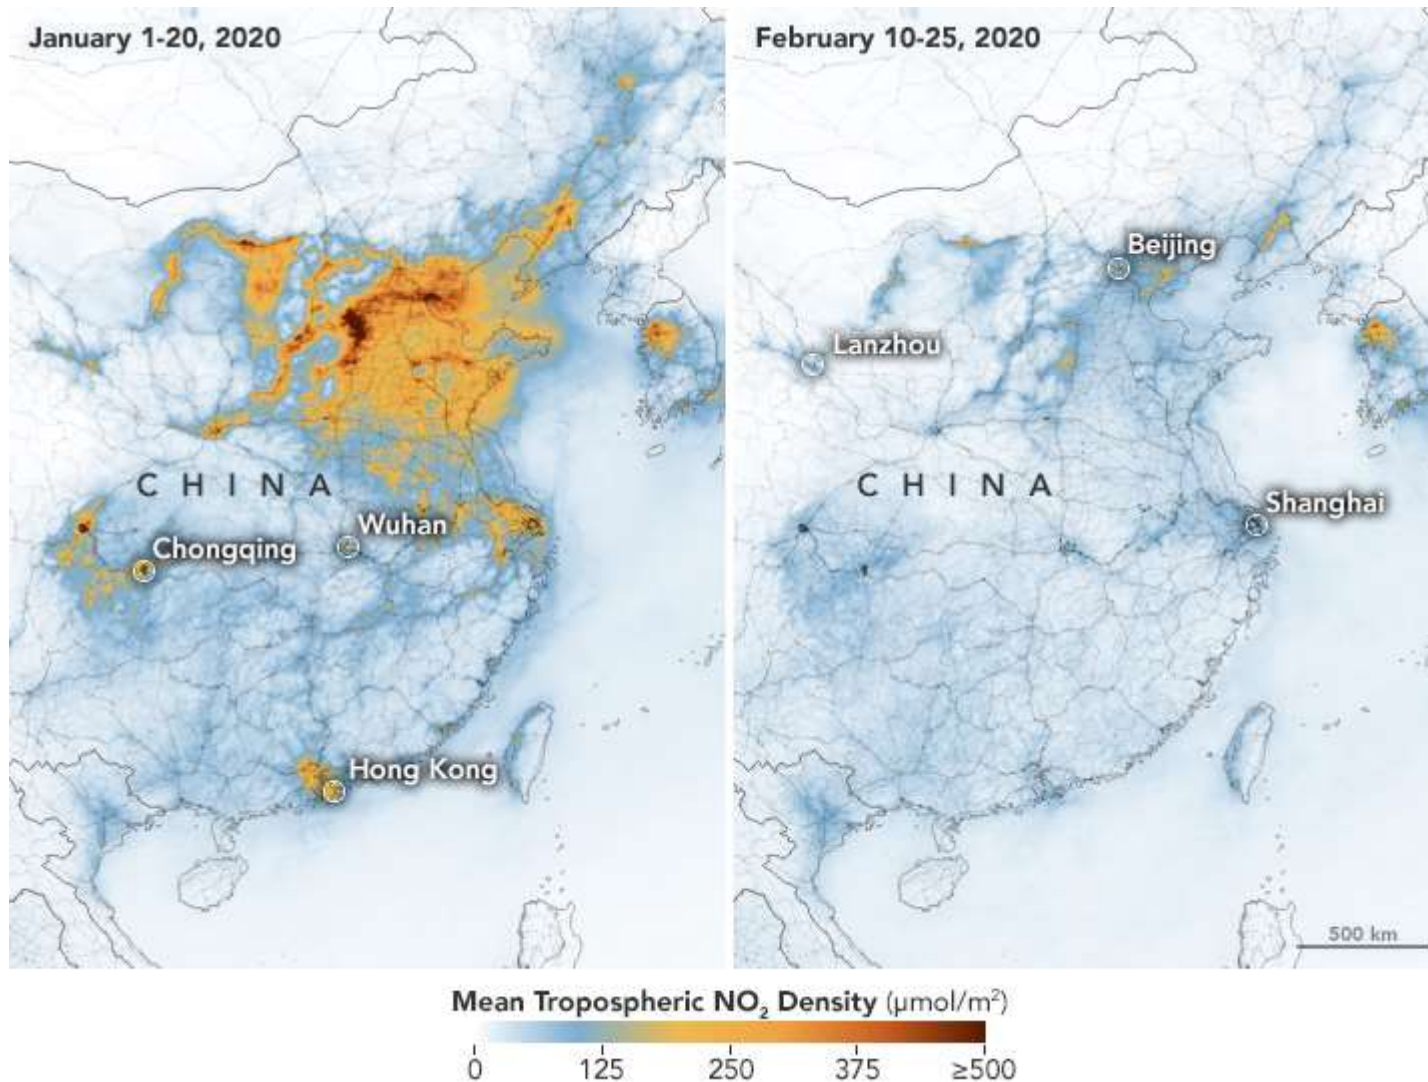 January 1-20, 2020
February 10-25, 2020
Beijing
Lanzhou
CHINA
CHINA
Shanghai
Wuhan
Chongqing
Hong Kong
500 km
Mean Tropospheric NO₂ Density (µmol/m²)
0 125 250 375 ≥500